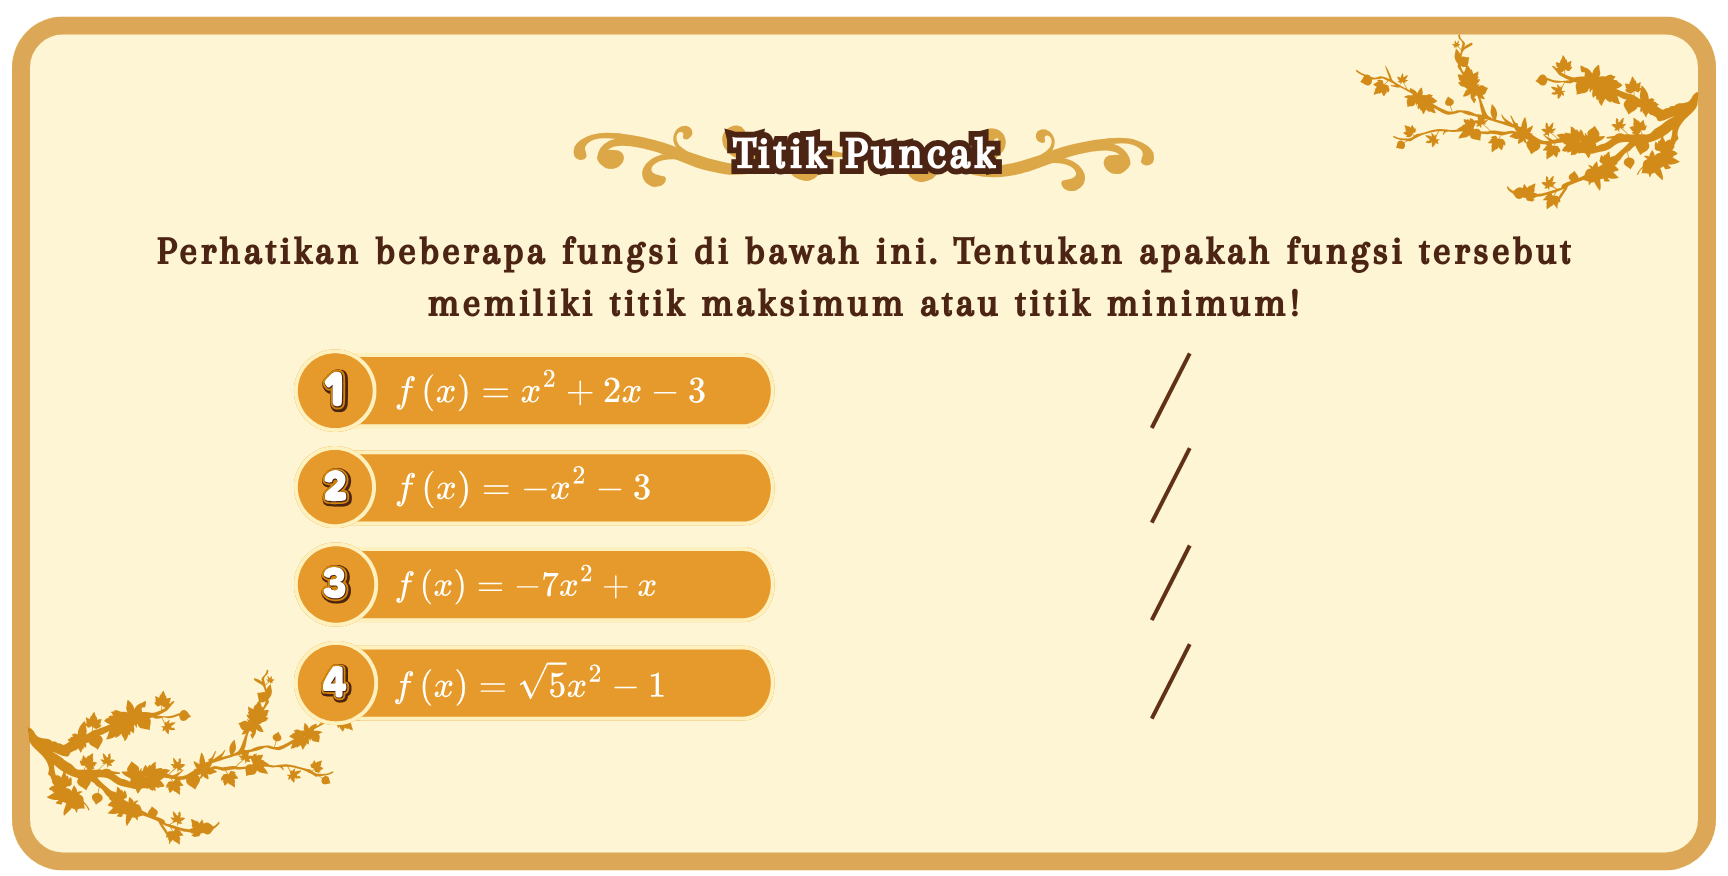 Titik Puncak
Perhatikan beberapa fungsi di bawah ini. Tentukan apakah fungsi tersebut
memiliki titik maksimum atau titik minimum!
1 f (x) = x² + 2x − 3 /
2 f (x) = −x² − 3 /
3 f (x) = −7x² + x /
4 f (x) = √5x² − 1 /